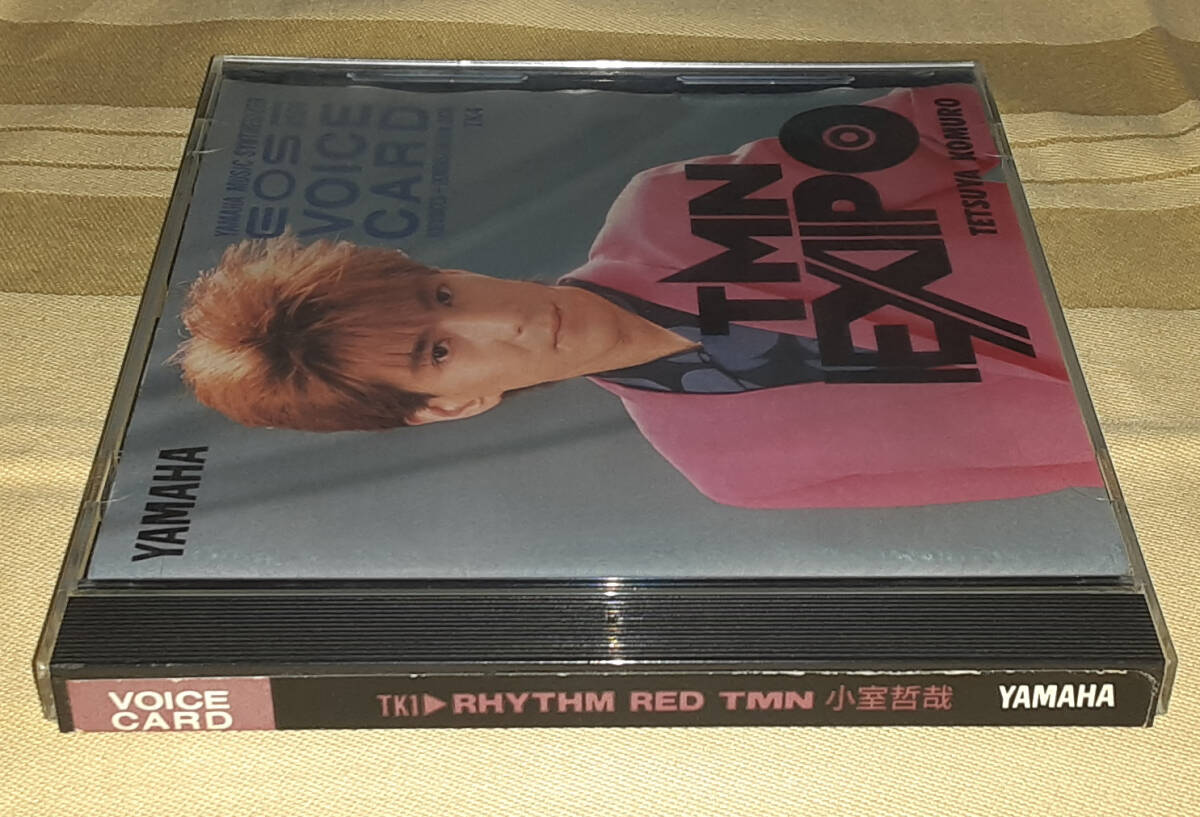 YAMAHA MUSIC SYNTHESIZER
EOS
VOICE
CARD
TK4
YAMAHA
TMN
EXPO
TETSUYA KOMURO
VOICE
CARD
TK1▶RHYTHM RED TMN 小室哲哉
YAMAHA